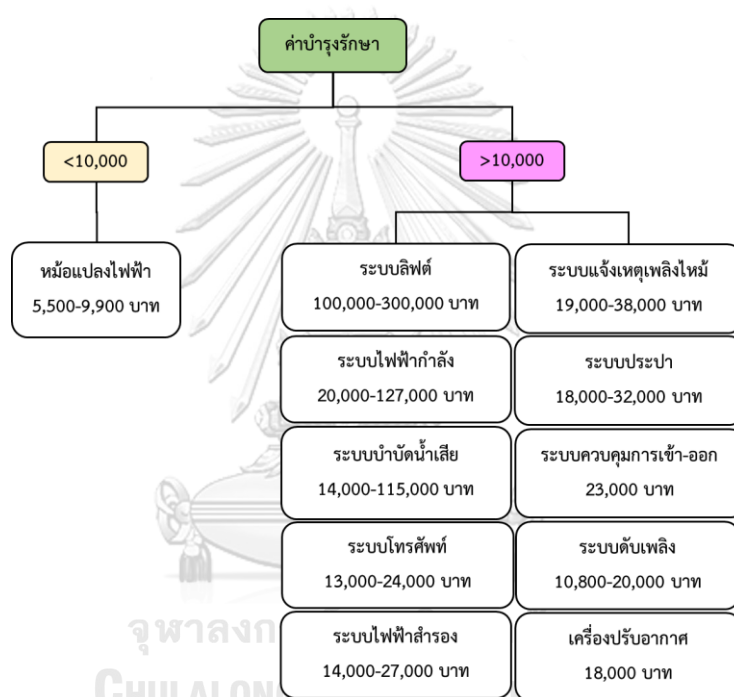 ค่าบำรุงรักษา
<10,000
>10,000
หม้อแปลงไฟฟ้า
5,500-9,900 บาท
ระบบลิฟต์
100,000-300,000 บาท
ระบบแจ้งเหตุเพลิงไหม้
19,000-38,000 บาท
ระบบไฟฟ้ากำลัง
20,000-127,000 บาท
ระบบประปา
18,000-32,000 บาท
ระบบบำบัดน้ำเสีย
14,000-115,000 บาท
ระบบควบคุมการเข้า-ออก
23,000 บาท
ระบบโทรศัพท์
13,000-24,000 บาท
ระบบดับเพลิง
10,800-20,000 บาท
ระบบไฟฟ้าสำรอง
14,000-27,000 บาท
เครื่องปรับอากาศ
18,000 บาท
จุฬาลงก
CHULALONG